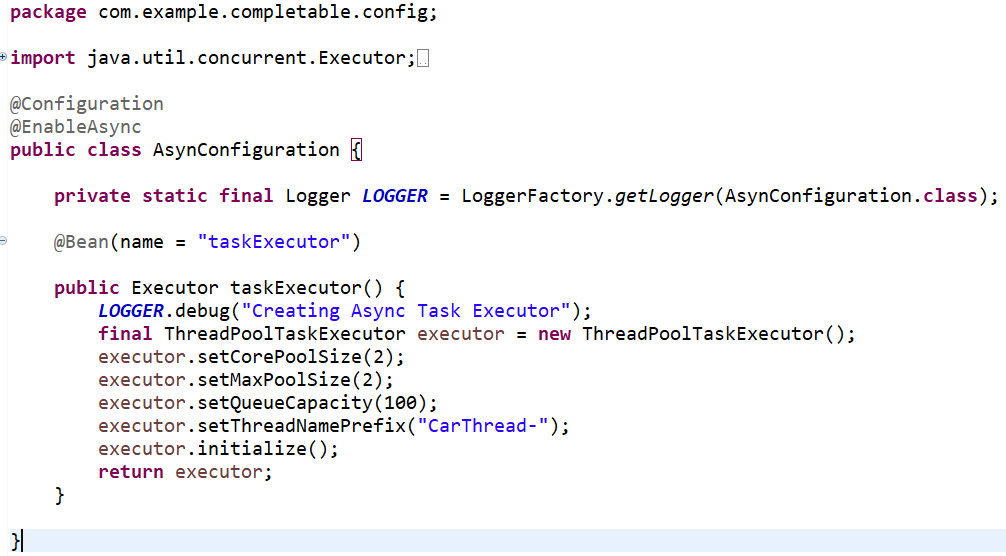 package com.example.completable.config;
import java.util.concurrent.Executor;
@Configuration
@EnableAsync
public class AsynConfiguration {
private static final Logger LOGGER = LoggerFactory.getLogger(AsynConfiguration.class);
@Bean(name = "taskExecutor")
public Executor taskExecutor() {
LOGGER.debug("Creating Async Task Executor");
final ThreadPoolTaskExecutor executor = new ThreadPoolTaskExecutor();
executor.setCorePoolSize(2);
executor.setMaxPoolSize(2);
executor.setQueueCapacity(100);
executor.setThreadNamePrefix("CarThread-");
executor.initialize();
return executor;
}
}